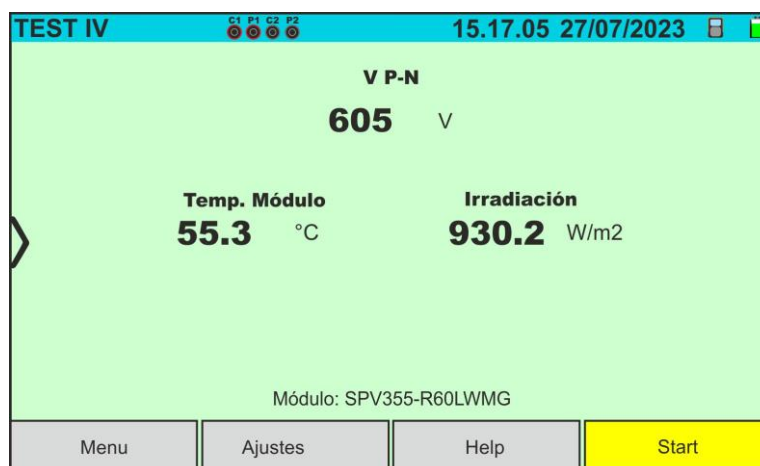 TEST IV C1 P1 C2 P2 15.17.05 27/07/2023
V P-N
605 V
Temp. Módulo Irradiación
55.3 °C 930.2 W/m2
Módulo: SPV355-R60LWMG
Menu Ajustes Help Start